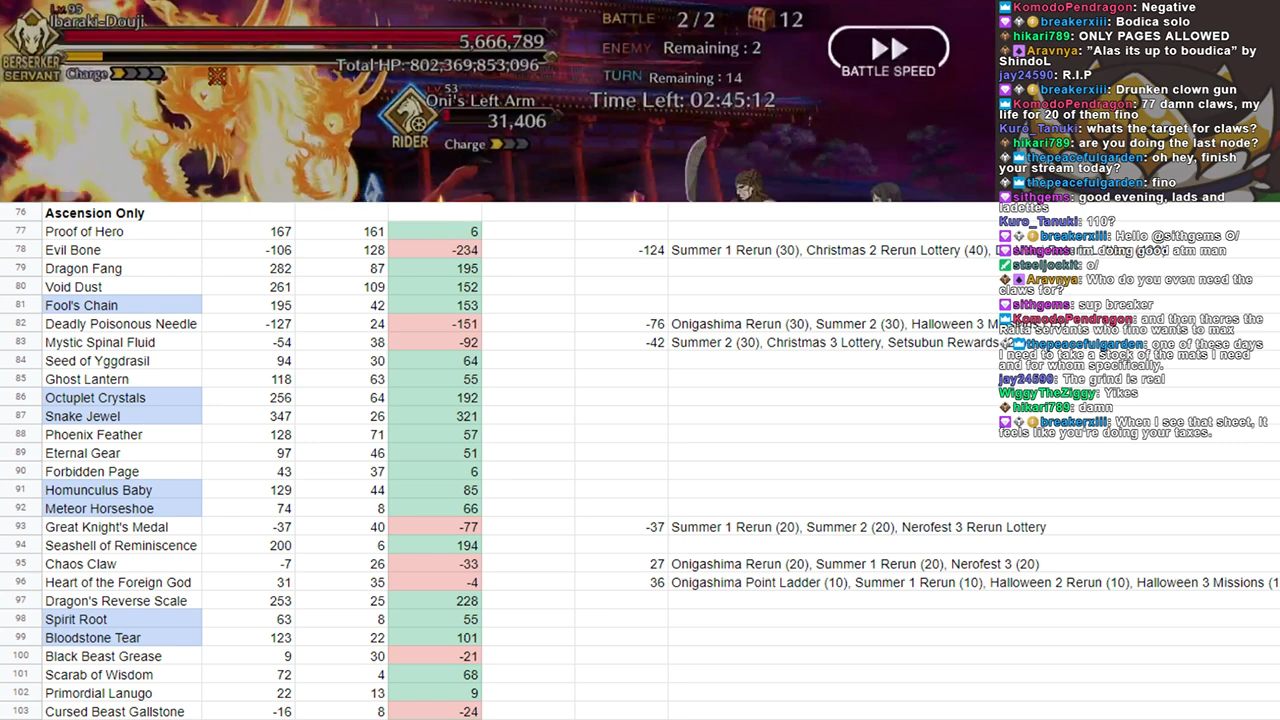 Lv 95
Ibaraki-Douji
5,666,789
BERSERKER
SERVANT
Charge
Total HP: 802,369,853,096
Lv 53
Oni's Left Arm
31,406
RIDER
Charge
BATTLE 2/2 12
ENEMY Remaining : 2
TURN Remaining : 14
Time Left: 02:45:12
BATTLE SPEED
76 Ascension Only
77 Proof of Hero 167 161 6
78 Evil Bone -106 128 -234 -124 Summer 1 Rerun (30), Christmas 2 Rerun Lottery (40),
79 Dragon Fang 282 87 195
80 Void Dust 261 109 152
81 Fool's Chain 195 42 153
82 Deadly Poisonous Needle -127 24 -151 -76 Onigashima Rerun (30), Summer 2 (30), Halloween 3 M
83 Mystic Spinal Fluid -54 38 -92 -42 Summer 2 (30), Christmas 3 Lottery, Setsubun Rewards
84 Seed of Yggdrasil 94 30 64
85 Ghost Lantern 118 63 55
86 Octuplet Crystals 256 64 192
87 Snake Jewel 347 26 321
88 Phoenix Feather 128 71 57
89 Eternal Gear 97 46 51
90 Forbidden Page 43 37 6
91 Homunculus Baby 129 44 85
92 Meteor Horseshoe 74 8 66
93 Great Knight's Medal -37 40 -77 -37 Summer 1 Rerun (20), Summer 2 (20), Nerofest 3 Rerun Lottery
94 Seashell of Reminiscence 200 6 194
95 Chaos Claw -7 26 -33 27 Onigashima Rerun (20), Summer 1 Rerun (20), Nerofest 3 (20)
96 Heart of the Foreign God 31 35 -4 36 Onigashima Point Ladder (10), Summer 1 Rerun (10), Halloween 2 Rerun (10), Halloween 3 Missions (1
97 Dragon's Reverse Scale 253 25 228
98 Spirit Root 63 8 55
99 Bloodstone Tear 123 22 101
100 Black Beast Grease 9 30 -21
101 Scarab of Wisdom 72 4 68
102 Primordial Lanugo 22 13 9
103 Cursed Beast Gallstone -16 8 -24
KomodoPendragon: Negative
breakerxiii: Bodica solo
hikari789: ONLY PAGES ALLOWED
Aravnya: "Alas its up to boudica" by
ShindoL
jay24590: R.I.P
breakerxiii: Drunken clown gun
KomodoPendragon: 77 damn claws, my
life for 20 of them fino
Kuro_Tanuki: whats the target for claws?
hikari789: are you doing the last node?
thepeacefulgarden: oh hey, finish
your stream today?
thepeacefulgarden: fino
sithgems: good evening, lads and
ladettes
Kuro_Tanuki: 110?
breakerxiii: Hello @sithgems O/
sithgems: im doing good atm man
steeljockit: o/
Aravnya: Who do you even need the
claws for?
sithgems: sup breaker
KomodoPendragon: and then theres the
Raita servants who fino wants to max
thepeacefulgarden: one of these days
I need to take a stock of the mats I need
and for whom specifically.
jay24590: The grind is real
WiggyTheZiggy: Yikes
hikari789: damn
breakerxiii: When I see that sheet, it
feels like you're doing your taxes.